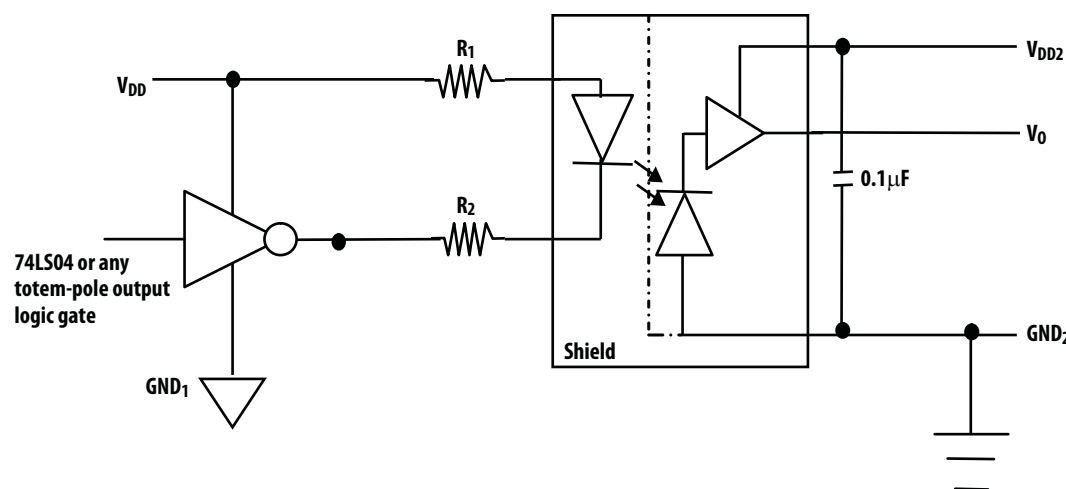 R1
VDD2
VDD
V0
0.1μF
R2
74LS04 or any
totem-pole output
logic gate
GND2
Shield
GND1